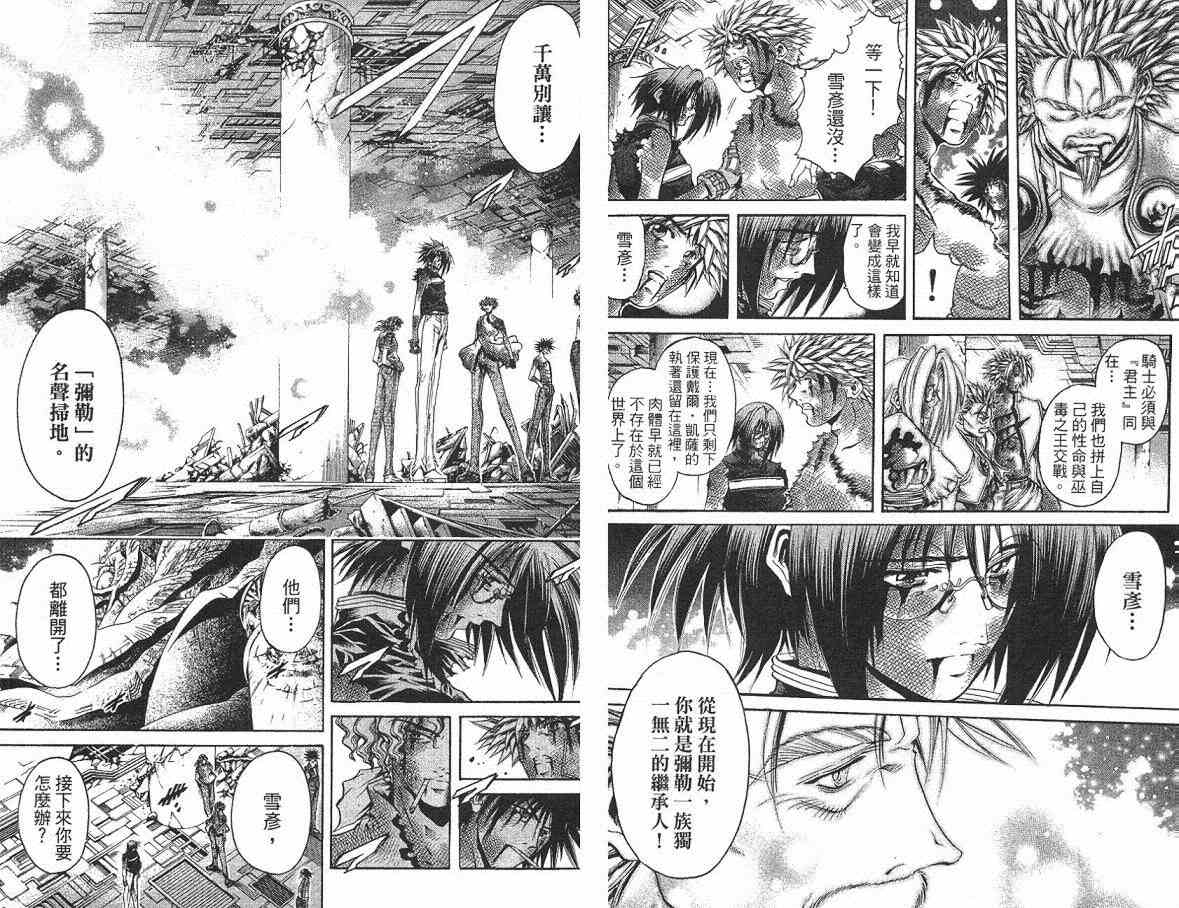 等一下！
雪彥還沒…
！
我早就知道
會變成這樣
了。
雪彥…
騎士必須與
『君主』同
在…
我們也拼上自
己的性命與巫
毒之王交戰。
現在…我們只剩下
保護戴爾．凱薩的
執著還留在這裡，
肉體早就已經
不存在於這個
世界上了。
雪彥…
從現在開始，
你就是彌勒一族獨
一無二的繼承人！
千萬別讓…
「彌勒」的
名聲掃地。
他們…
都離開了…
雪彥，
接下來你要
怎麼辦？